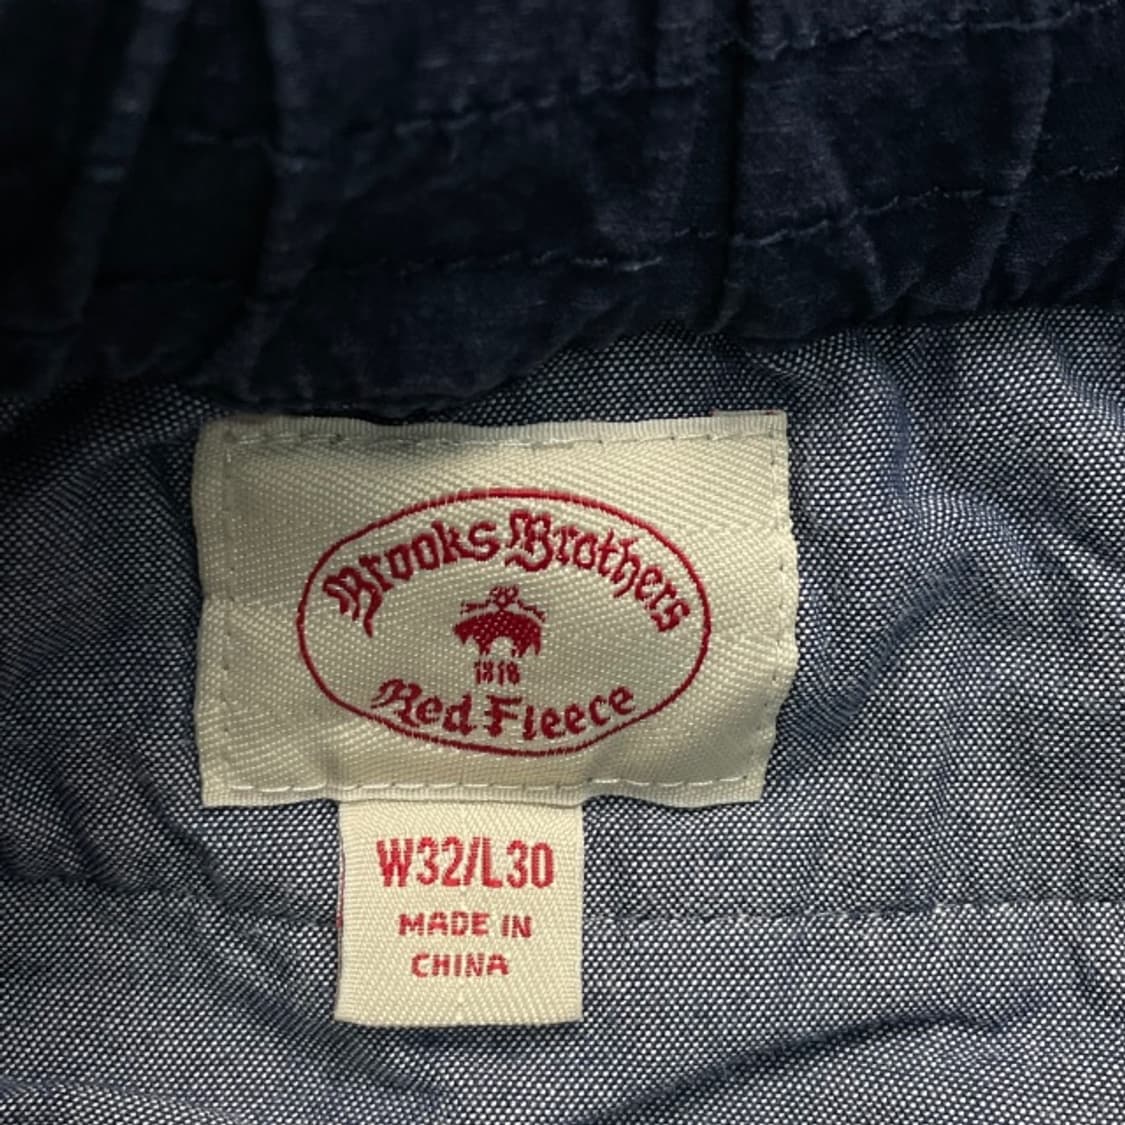 Brooks Brothers
1818
Red Fleece
W32/L30
MADE IN
CHINA